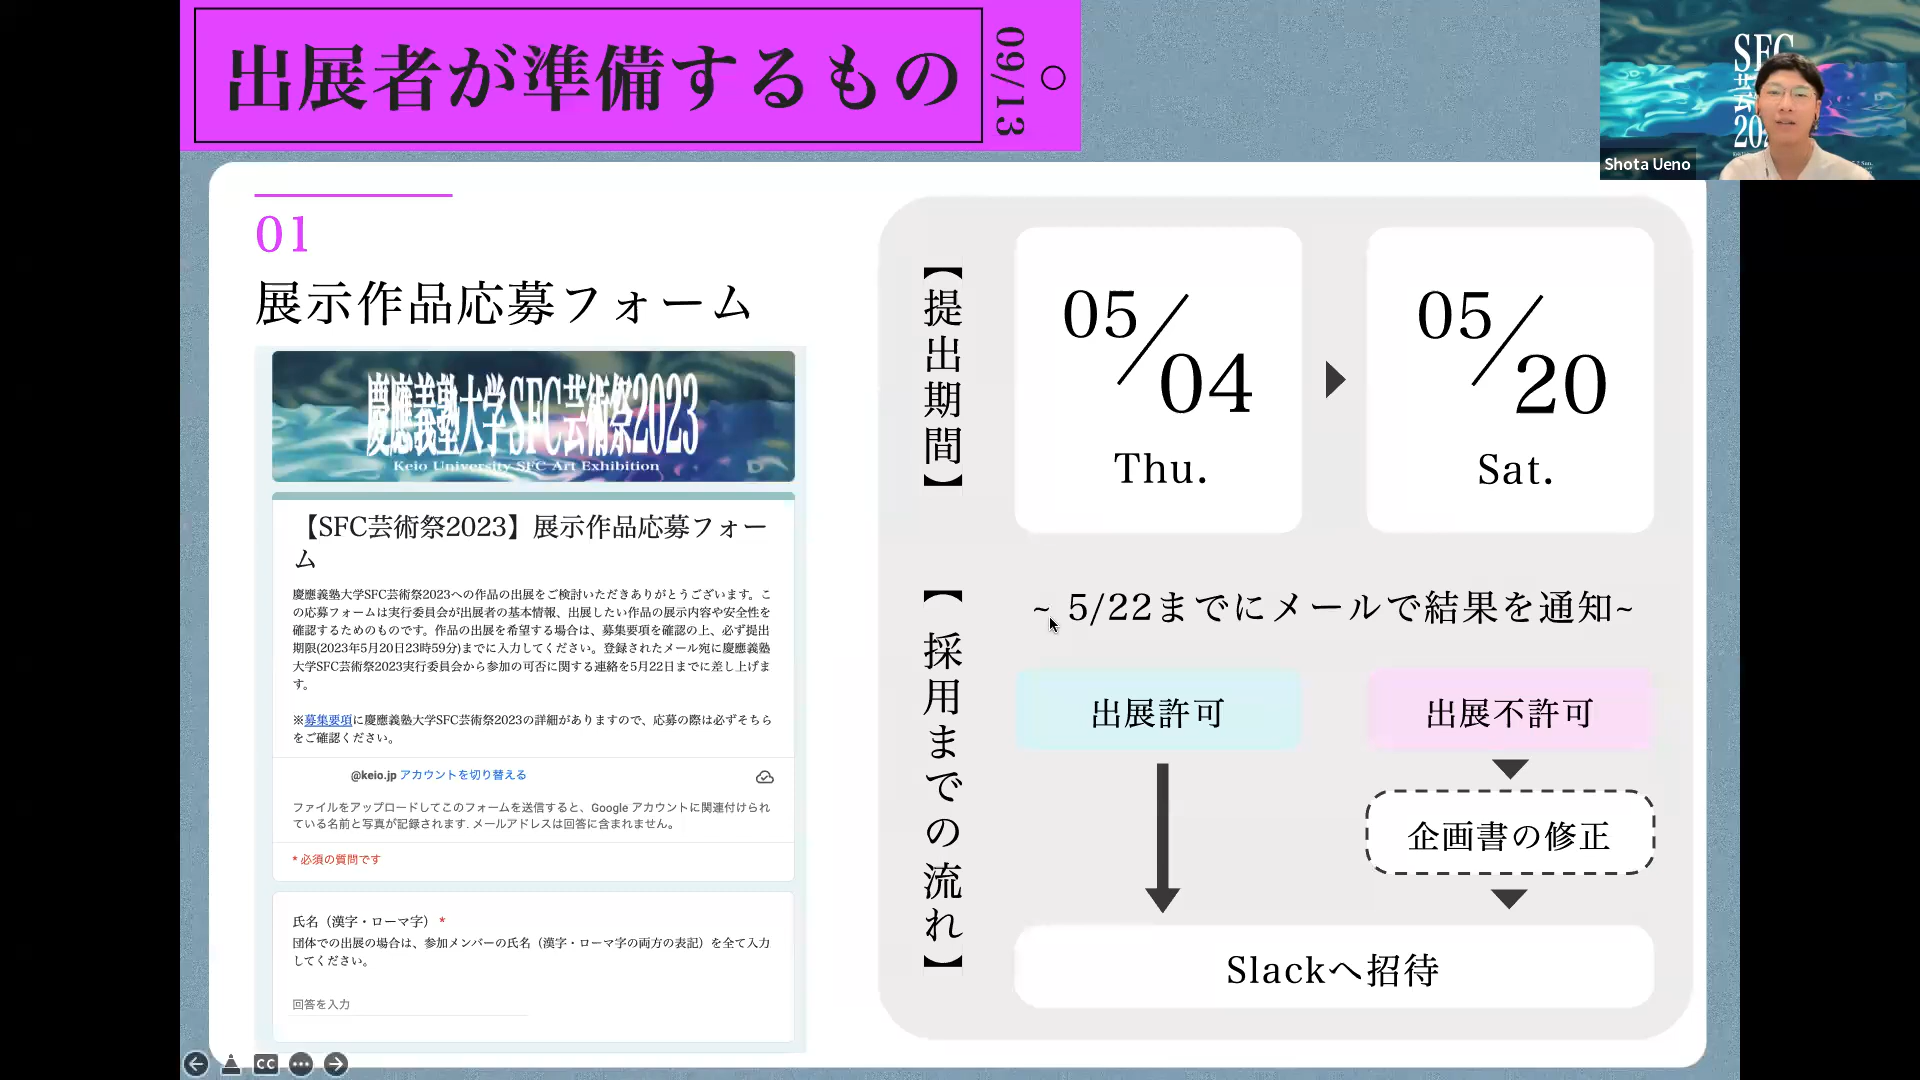 出展者が準備するもの
09/13
SFC
芸
202
Shota Ueno
01
展示作品応募フォーム
慶應義塾大学SFC芸術祭2023
Keio University SFC Art Exhibition
【SFC芸術祭2023】展示作品応募フォー
ム
慶應義塾大学SFC芸術祭2023への作品の出展をご検討いただきありがとうございます。こ
の応募フォームは実行委員会が出展者の基本情報、出展したい作品の展示内容や安全性を
確認するためのものです。作品の出展を希望する場合は、募集要項を確認の上、必ず提出
期限(2023年5月20日23時59分)までに入力してください。登録されたメール宛に慶應義塾
大学SFC芸術祭2023実行委員会から参加の可否に関する連絡を5月22日までに差し上げま
す。
※募集要項に慶應義塾大学SFC芸術祭2023の詳細がありますので、応募の際は必ずそちら
をご確認ください。
@keio.jp アカウントを切り替える
ファイルをアップロードしてこのフォームを送信すると、Google アカウントに関連付けられ
ている名前と写真が記録されます. メールアドレスは回答に含まれません。
* 必須の質問です
氏名（漢字・ローマ字） *
団体での出展の場合は、参加メンバーの氏名（漢字・ローマ字の両方の表記）を全て入力
してください。
回答を入力
【提出期間】
05/04
Thu.
05/20
Sat.
【採用までの流れ】
~ 5/22までにメールで結果を通知~
出展許可
出展不許可
企画書の修正
Slackへ招待
CC